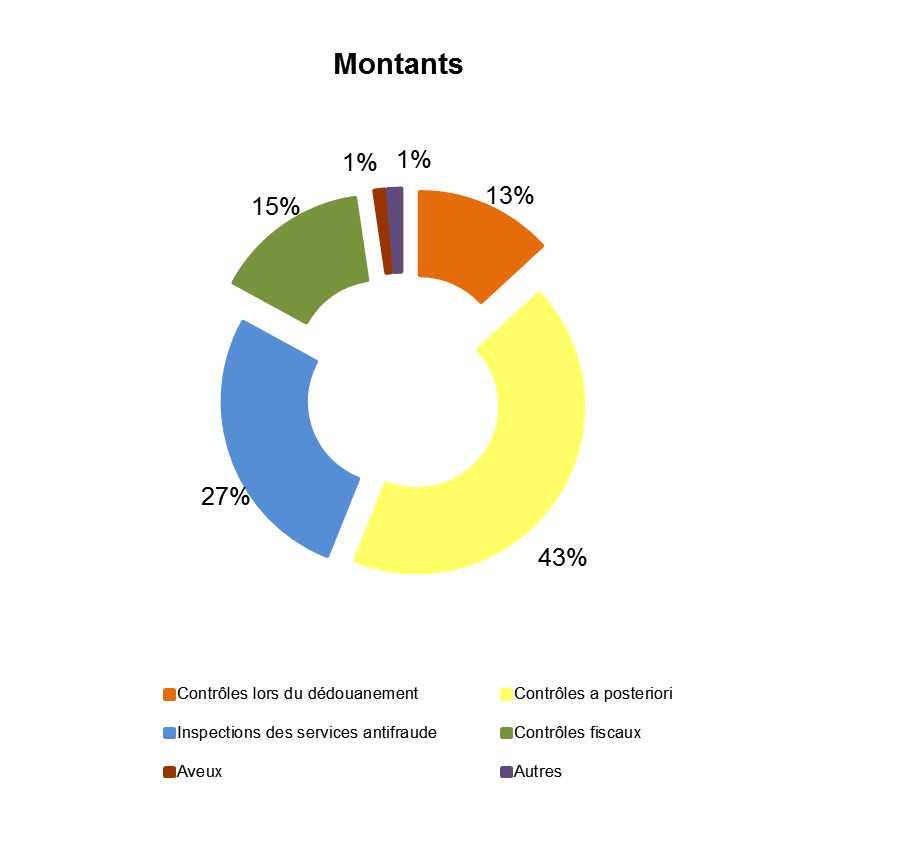 Montants
1% 1%
15% 13%
27%
43%
Contrôles lors du dédouanement Contrôles a posteriori
Inspections des services antifraude Contrôles fiscaux
Aveux Autres